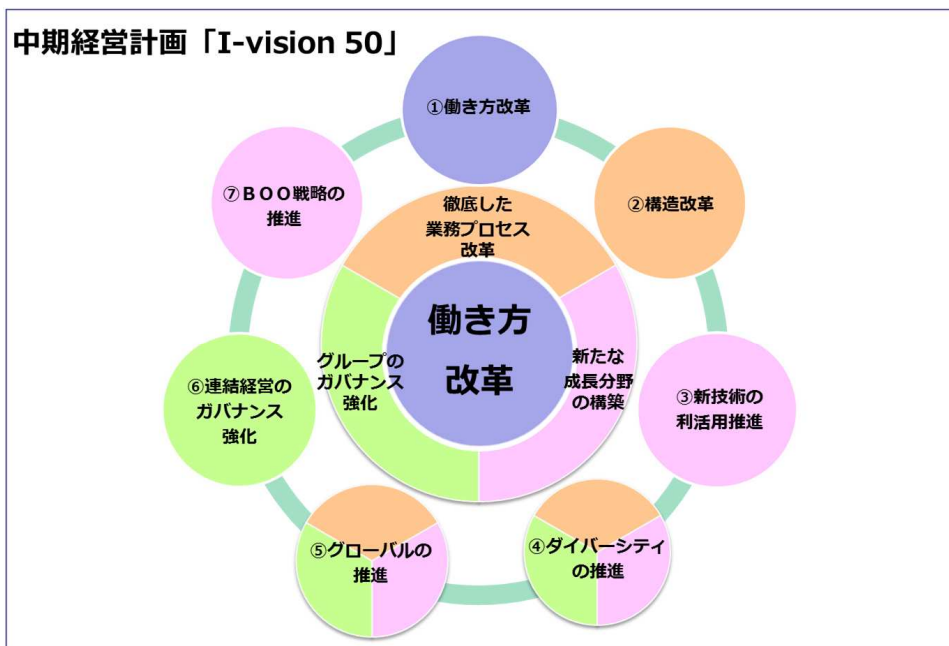 中期経営計画「I-vision 50」
①働き方改革
②構造改革
③新技術の
利活用推進
④ダイバーシティ
の推進
⑤グローバルの
推進
⑥連結経営の
ガバナンス
強化
⑦ＢＯＯ戦略の
推進
徹底した
業務プロセス
改革
新たな
成長分野
の構築
グループの
ガバナンス
強化
働き方
改革